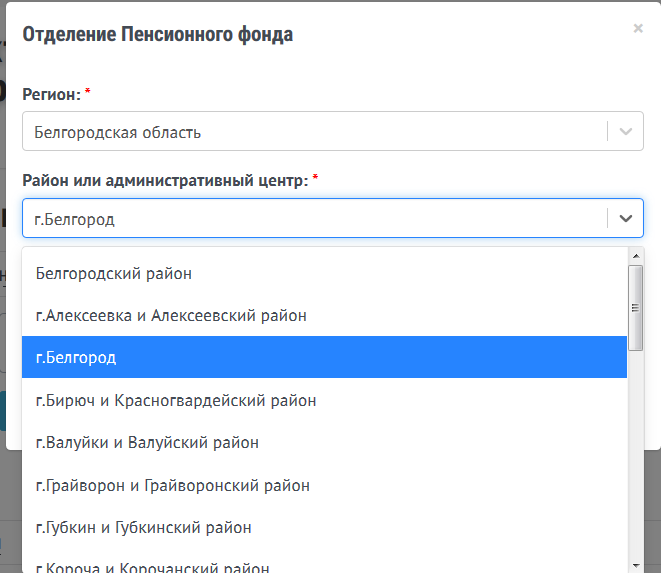 Отделение Пенсионного фонда
×
Регион: *
Белгородская область
Район или административный центр: *
г.Белгород
Белгородский район
г.Алексеевка и Алексеевский район
г.Белгород
г.Бирюч и Красногвардейский район
г.Валуйки и Валуйский район
г.Грайворон и Грайворонский район
г.Губкин и Губкинский район
г.Короча и Корочанский район